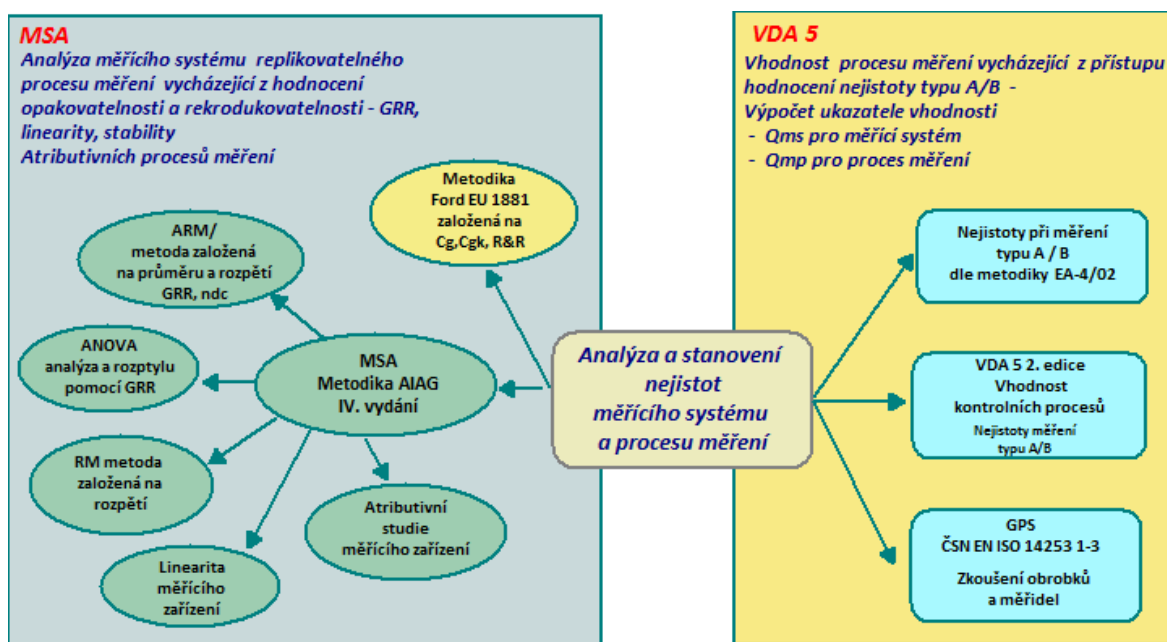 MSA
Analýza měřícího systému replikovatelného
procesu měření vycházející z hodnocení
opakovatelnosti a rekrodukovatelnosti - GRR,
linearity, stability
Atributivních procesů měření
Metodika
Ford EU 1881
založená na
Cg,Cgk, R&R
ARM/
metoda založená
na průměru a rozpětí
GRR, ndc
ANOVA
analýza a rozptylu
pomocí GRR
MSA
Metodika AIAG
IV. vydání
RM metoda
založená na
rozpětí
Atributivní
studie
měřícího zařízení
Linearita
měřícího
zařízení
Analýza a stanovení
nejistot
měřícího systému
a procesu měření
VDA 5
Vhodnost procesu měření vycházející z přístupu
hodnocení nejistoty typu A/B -
Výpočet ukazatele vhodnosti
- Qms pro měřící systém
- Qmp pro proces měření
Nejistoty při měření
typu A / B
dle metodiky EA-4/02
VDA 5 2. edice
Vhodnost
kontrolních procesů
Nejistoty měření
typu A/B
GPS
ČSN EN ISO 14253 1-3
Zkoušení obrobků
a měřidel